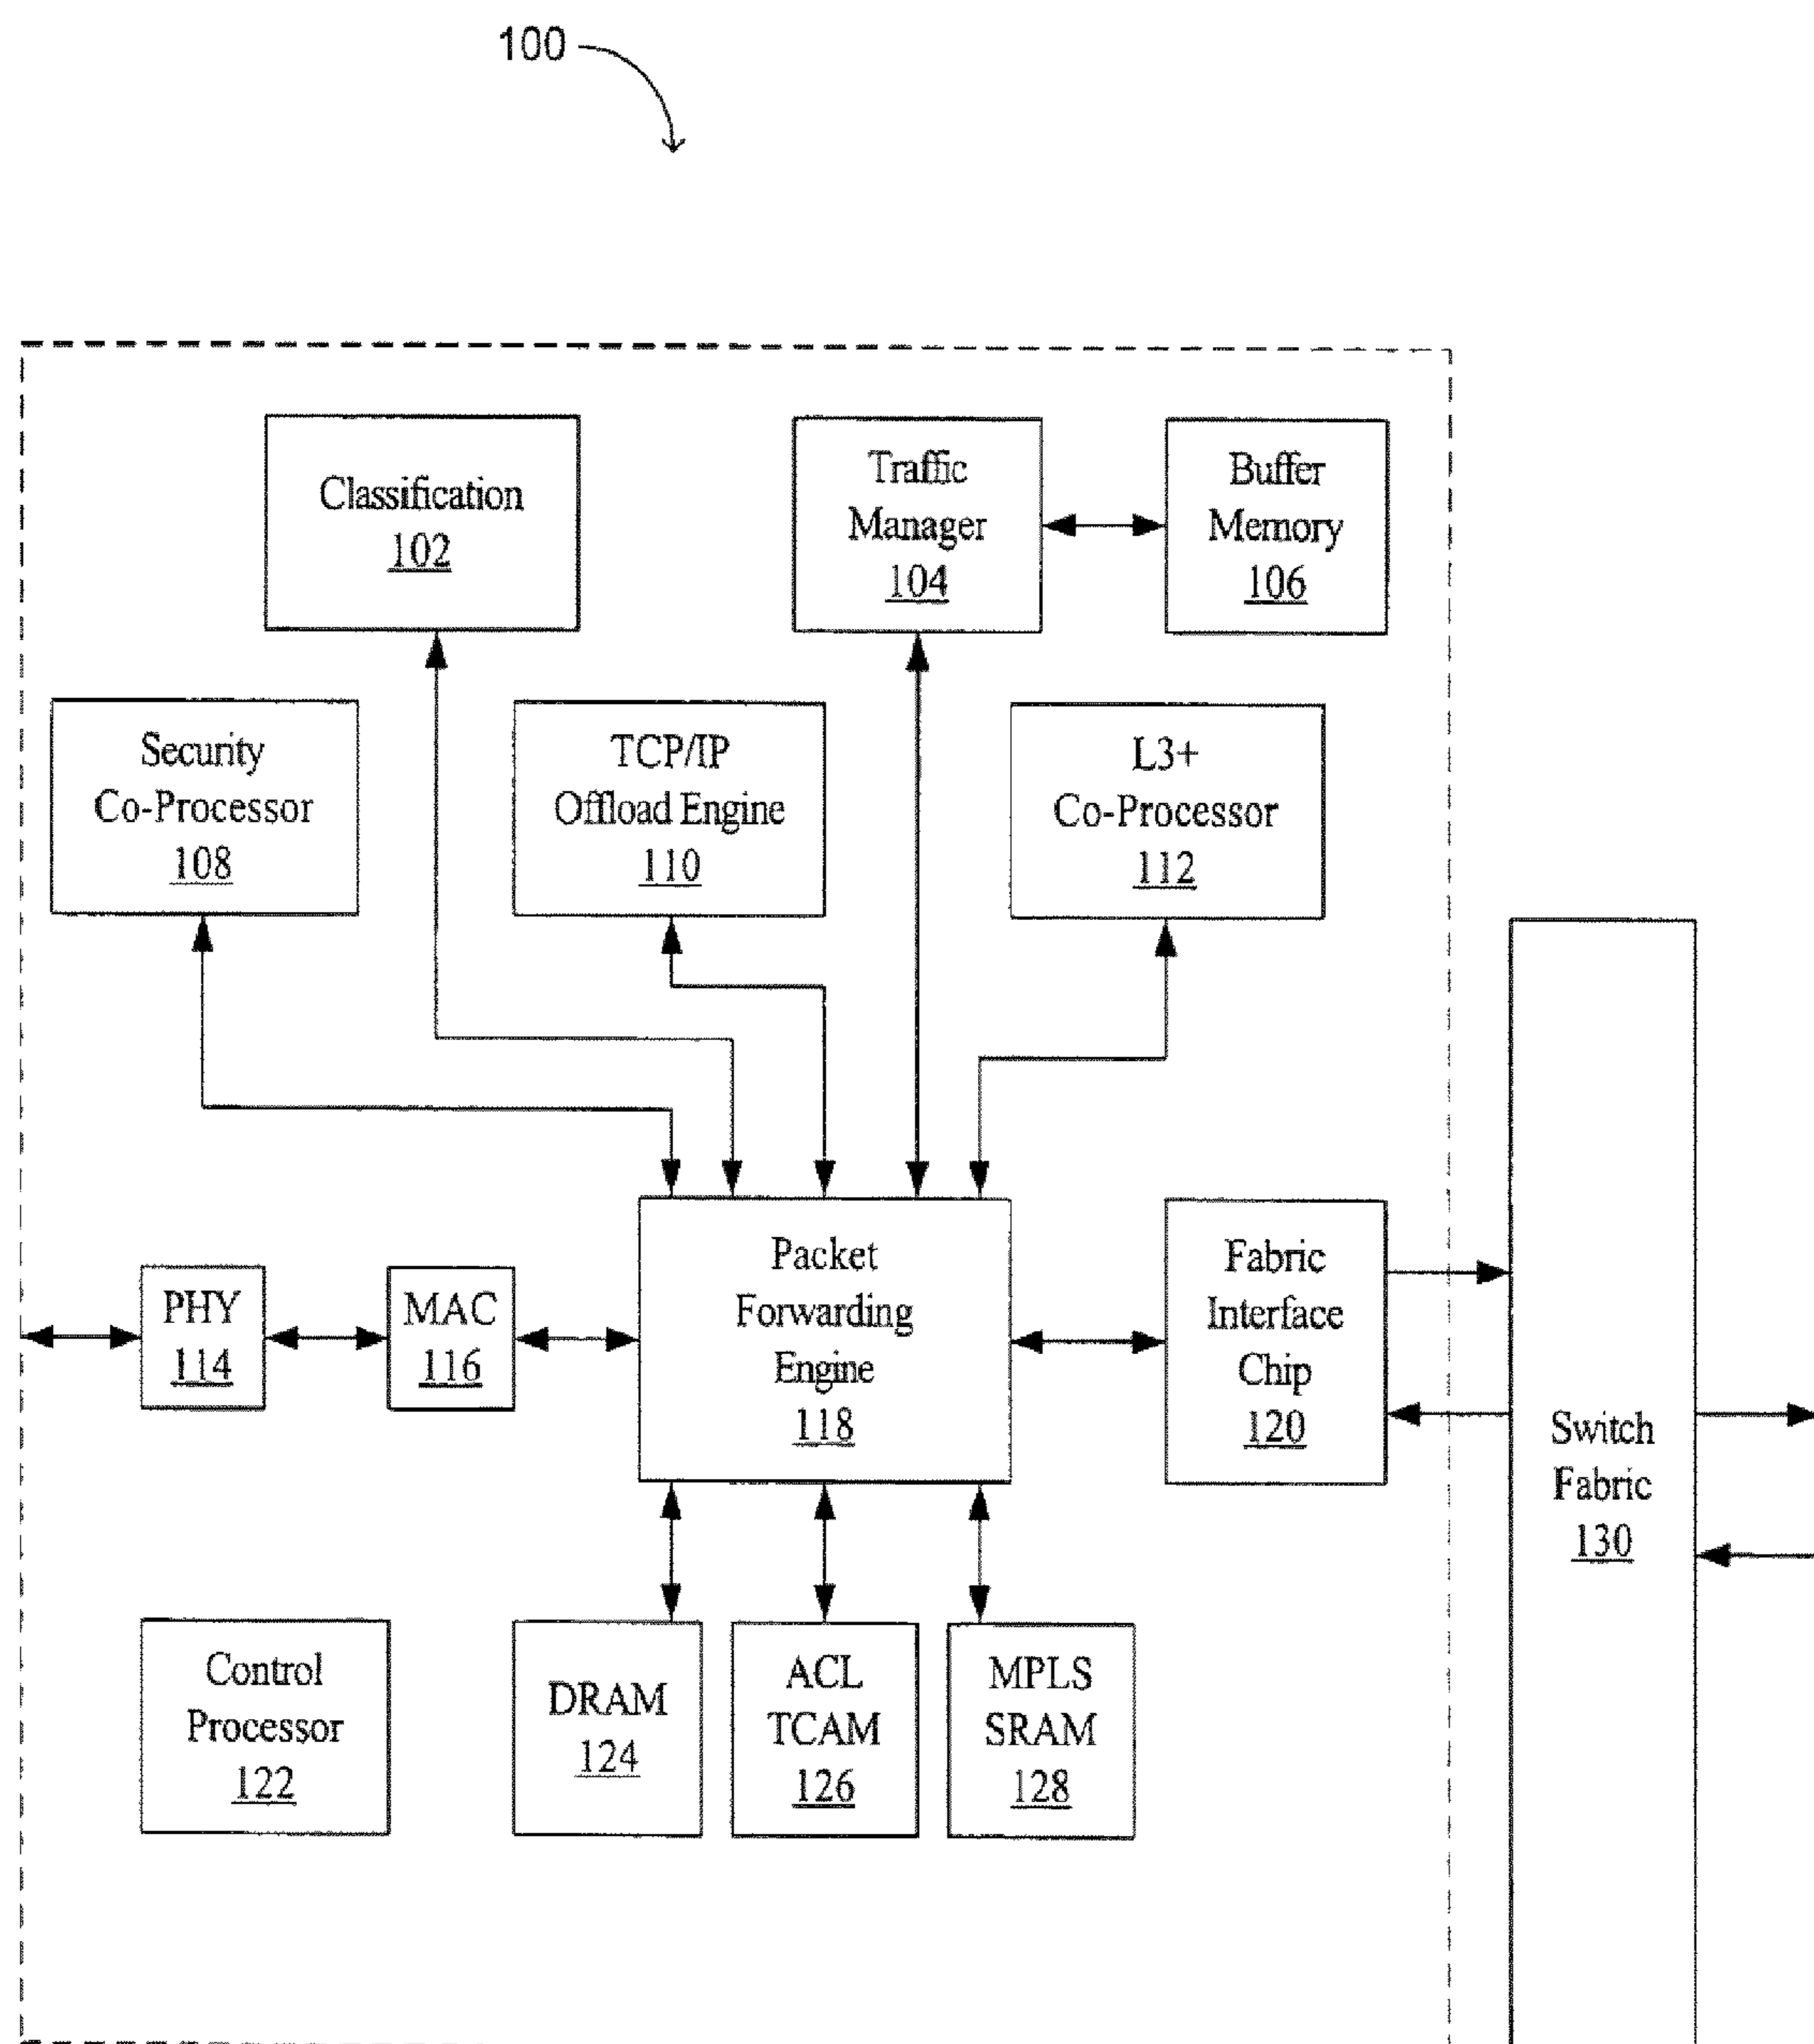 100
Classification
102
Traffic
Manager
104
Buffer
Memory
106
Security
Co-Processor
108
TCP/IP
Offload Engine
110
L3+
Co-Processor
112
PHY
114
MAC
116
Packet
Forwarding
Engine
118
Fabric
Interface
Chip
120
Switch
Fabric
130
Control
Processor
122
DRAM
124
ACL
TCAM
126
MPLS
SRAM
128